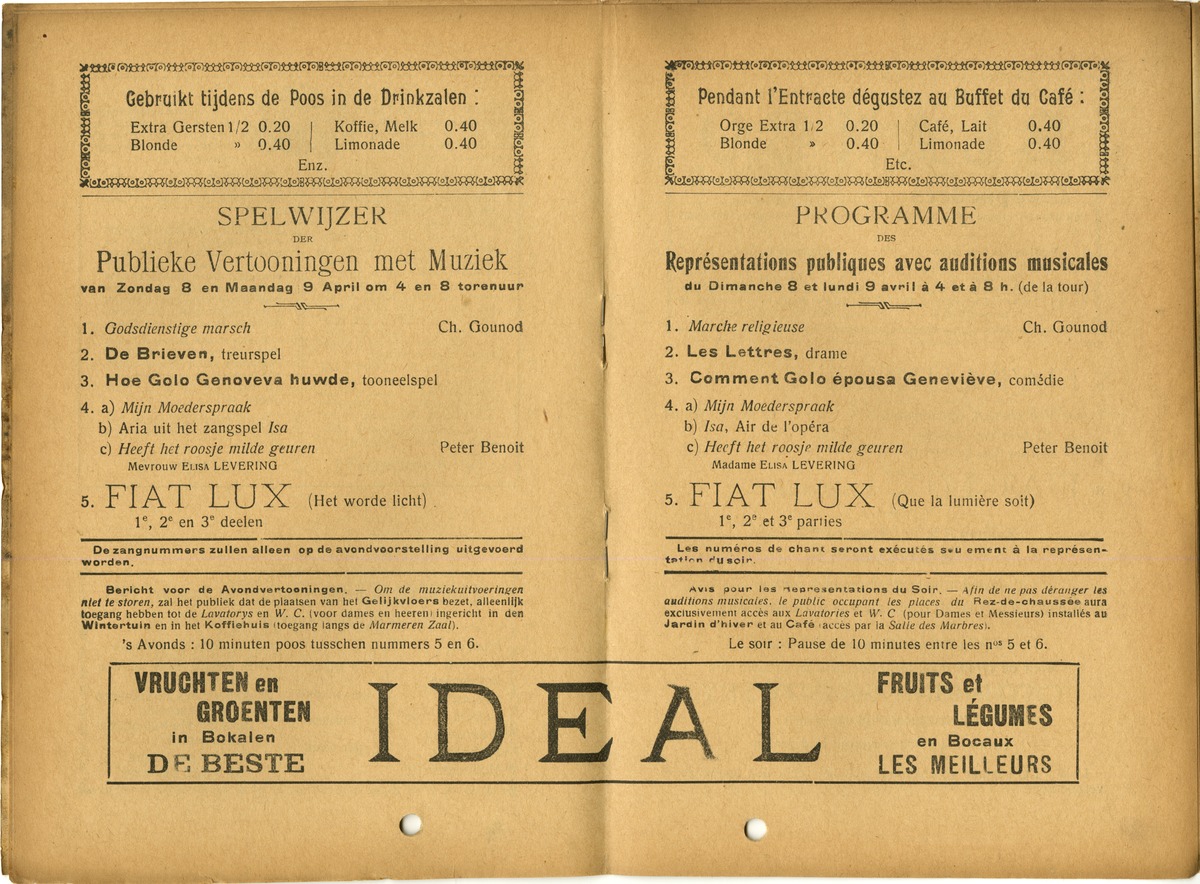 Gebruikt tijdens de Poos in de Drinkzalen :
Extra Gersten 1/2 0.20 | Koffie, Melk 0.40
Blonde » 0.40 | Limonade 0.40
Enz.
SPELWIJZER
DER
Publieke Vertooningen met Muziek
van Zondag 8 en Maandag 9 April om 4 en 8 torenuur
1. Godsdienstige marsch Ch. Gounod
2. De Brieven, treurspel
3. Hoe Golo Genoveva huwde, tooneelspel
4. a) Mijn Moederspraak
b) Aria uit het zangspel Isa
c) Heeft het roosje milde geuren Peter Benoit
Mevrouw ELISA LEVERING
5. FIAT LUX (Het worde licht)
1e, 2e en 3e deelen
De zangnummers zullen alleen op de avondvoorstelling uitgevoerd
worden.
Bericht voor de Avondvertooningen. — Om de muziekuitvoeringen
niet te storen, zal het publiek dat de plaatsen van het Gelijkvloers bezet, alleenlijk
toegang hebben tot de Lavatorys en W. C. (voor dames en heeren) ingericht in den
Wintertuin en in het Koffiehuis (toegang langs de Marmeren Zaal).
's Avonds : 10 minuten poos tusschen nummers 5 en 6.
Pendant l'Entracte dégustez au Buffet du Café :
Orge Extra 1/2 0.20 | Café, Lait 0.40
Blonde » 0.40 | Limonade 0.40
Etc.
PROGRAMME
DES
Représentations publiques avec auditions musicales
du Dimanche 8 et lundi 9 avril à 4 et à 8 h. (de la tour)
1. Marche religieuse Ch. Gounod
2. Les Lettres, drame
3. Comment Golo épousa Geneviève, comédie
4. a) Mijn Moederspraak
b) Isa, Air de l'opéra
c) Heeft het roosje milde geuren Peter Benoit
Madame ELISA LEVERING
5. FIAT LUX (Que la lumière soit)
1e, 2e et 3e parties
Les numéros de chant seront exécutés seulement à la représen-
tation du soir.
Avis pour les Représentations du Soir. — Afin de ne pas déranger les
auditions musicales, le public occupant les places du Rez-de-chaussée aura
exclusivement accès aux Lavatories et W. C (pour Dames et Messieurs) installés au
Jardin d'hiver et au Café (accès par la Salle des Marbres).
Le soir : Pause de 10 minutes entre les nos 5 et 6.
VRUCHTEN en
GROENTEN
in Bokalen
DE BESTE
IDEAL
FRUITS et
LÉGUMES
en Bocaux
LES MEILLEURS